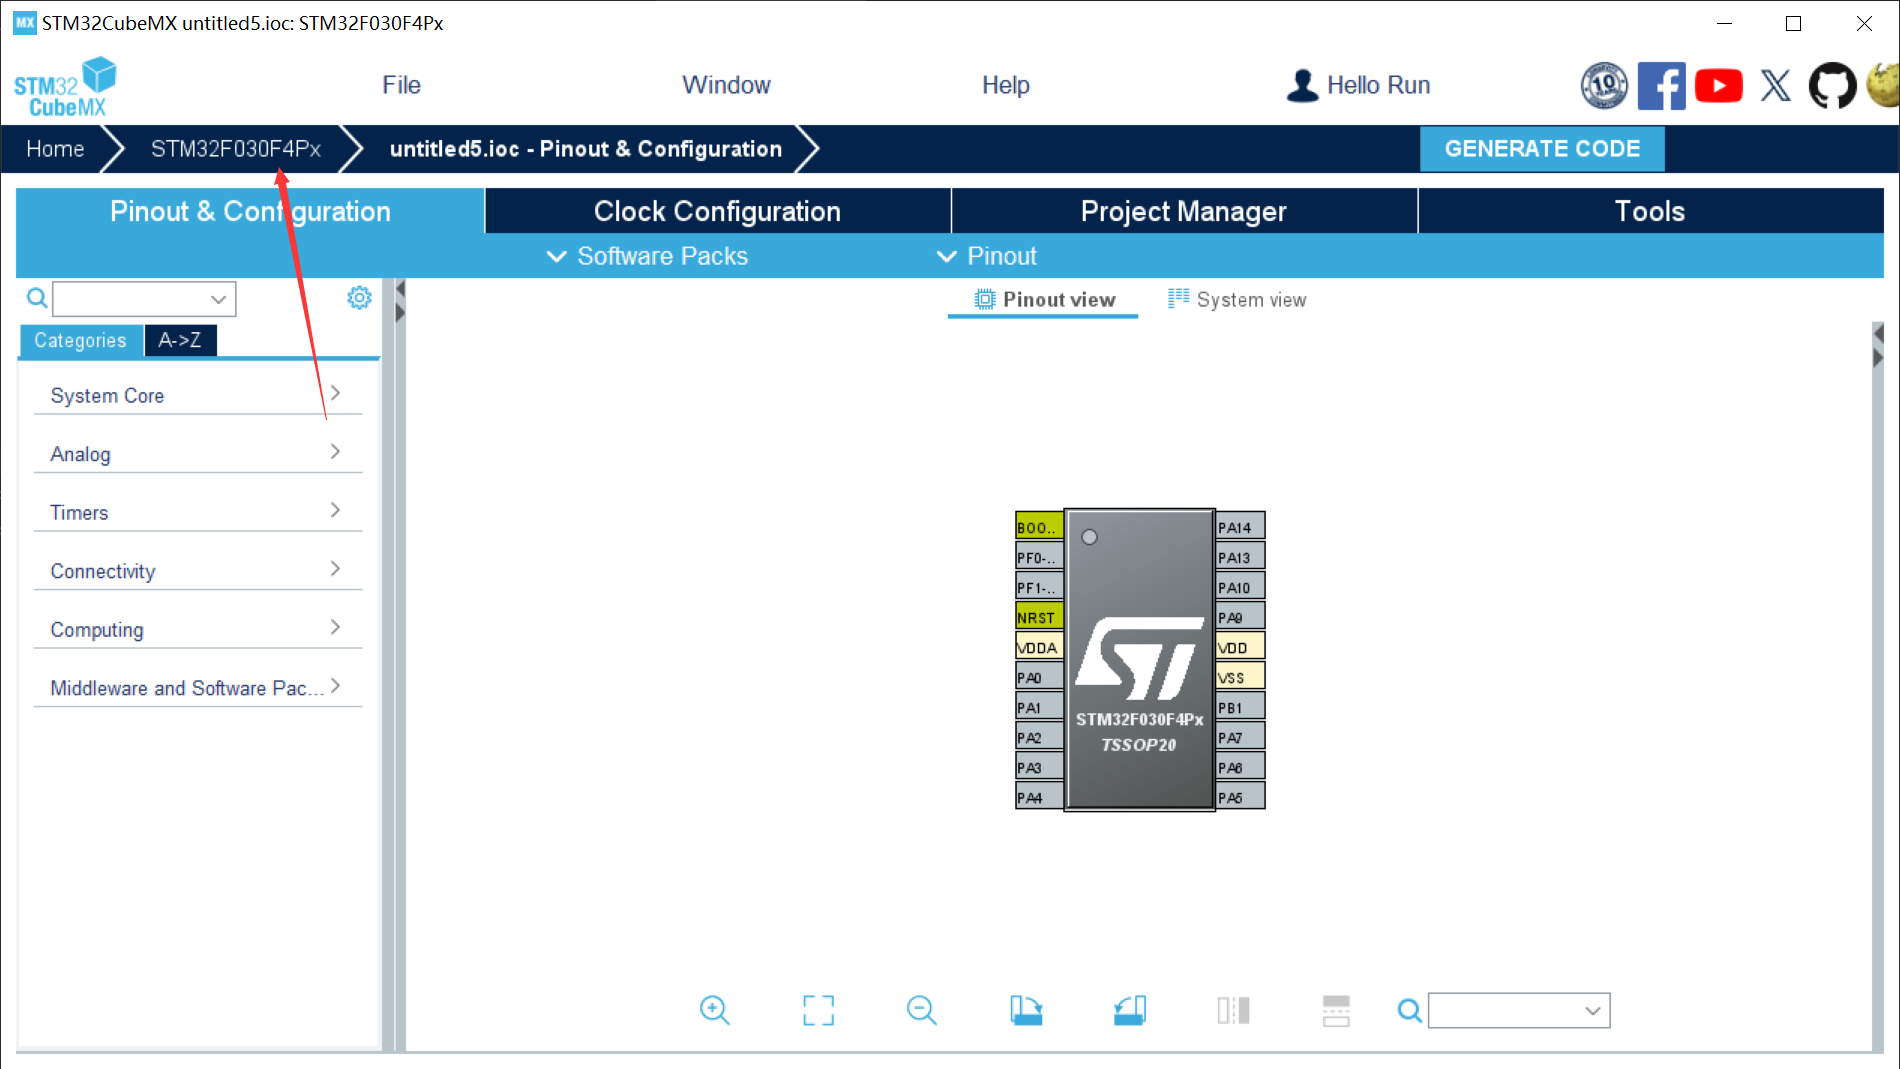 MX STM32CubeMX untitled5.ioc: STM32F030F4Px
STM32 CubeMX
File
Window
Help
Hello Run
10
Home
STM32F030F4Px
untitled5.ioc - Pinout & Configuration
GENERATE CODE
Pinout & Configuration
Clock Configuration
Project Manager
Tools
Software Packs
Pinout
Pinout view
System view
Categories
A->Z
System Core
Analog
Timers
Connectivity
Computing
Middleware and Software Pac...
BOO..
PF0-..
PF1-..
NRST
VDDA
PA0
PA1
PA2
PA3
PA4
STM32F030F4Px
TSSOP20
PA14
PA13
PA10
PA9
VDD
VSS
PB1
PA7
PA6
PA5